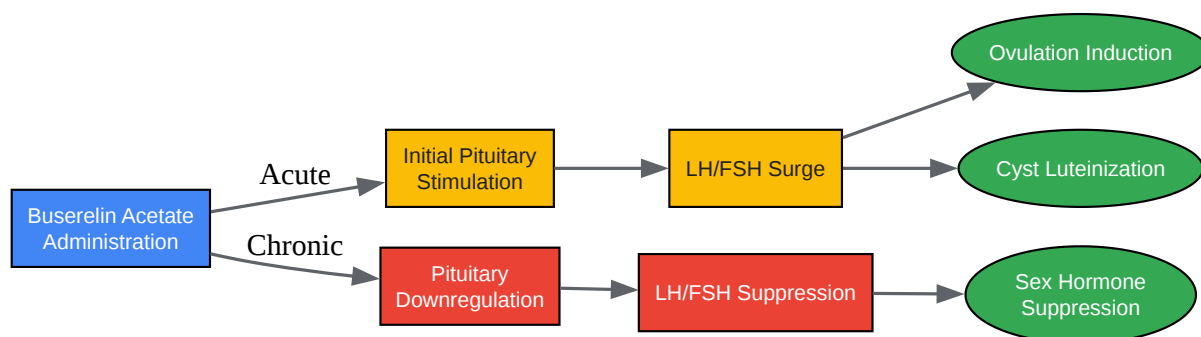 Buserelin Acetate
Administration
Acute
Chronic
Initial Pituitary
Stimulation
LH/FSH Surge
Ovulation Induction
Cyst Luteinization
Pituitary
Downregulation
LH/FSH Suppression
Sex Hormone
Suppression